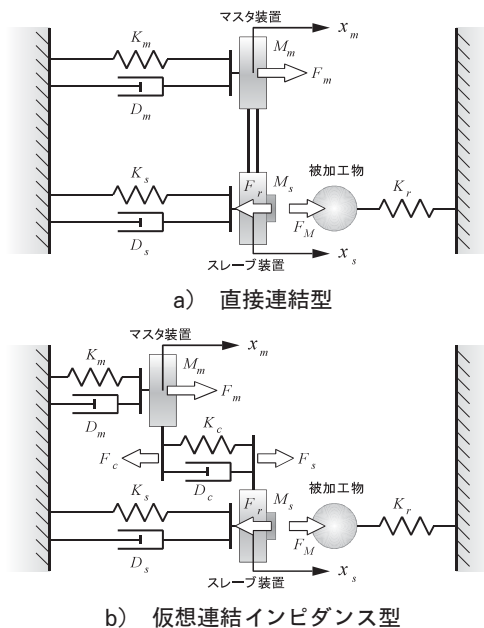 マスタ装置
x_m
K_m
M_m
F_m
D_m
被加工物
K_s
F_r
M_s
K_r
F_M
D_s
x_s
スレーブ装置
a） 直接連結型
マスタ装置
x_m
K_m
M_m
F_m
D_m
K_c
F_c
F_s
D_c
被加工物
K_s
F_r
M_s
K_r
F_M
D_s
x_s
スレーブ装置
b） 仮想連結インピダンス型